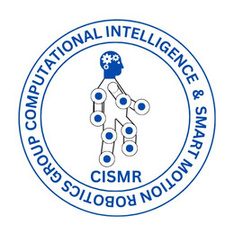 COMPUTATIONAL INTELLIGENCE & SMART MOTION ROBOTICS GROUP
CISMR